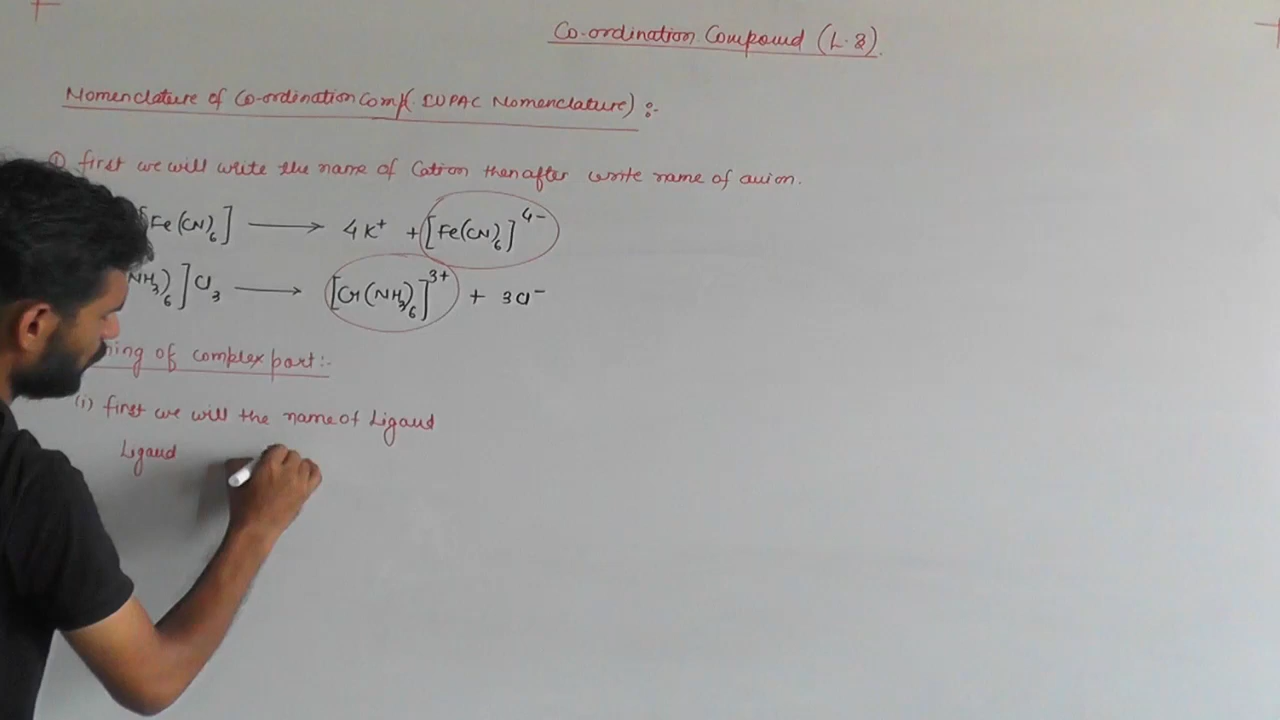 Co-ordination Compound (L.2).
Nomenclature of Co-ordination Comp(. IUPAC Nomenclature) :-
① first we will write the name of Cation thenafter write name of anion.
[Fe(CN)₆] ⟶ 4K⁺ + [Fe(CN)₆]⁴⁻
NH₃)₆]Cl₃ ⟶ [Cr(NH₃)₆]³⁺ + 3Cl⁻
ing of complex part:-
(i) first we will the name of Ligand
Ligand